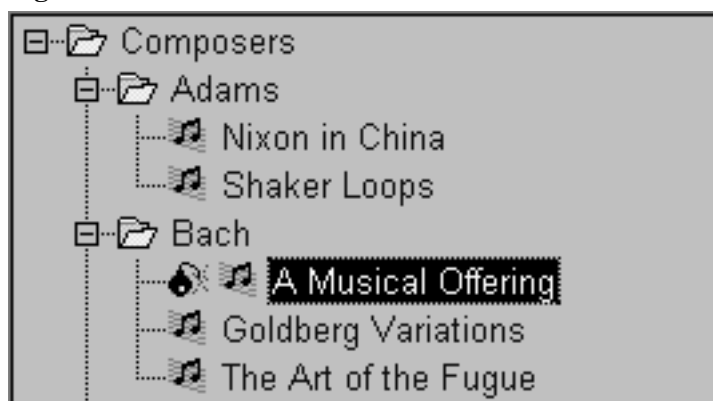 Composers
Adams
Nixon in China
Shaker Loops
Bach
A Musical Offering
Goldberg Variations
The Art of the Fugue